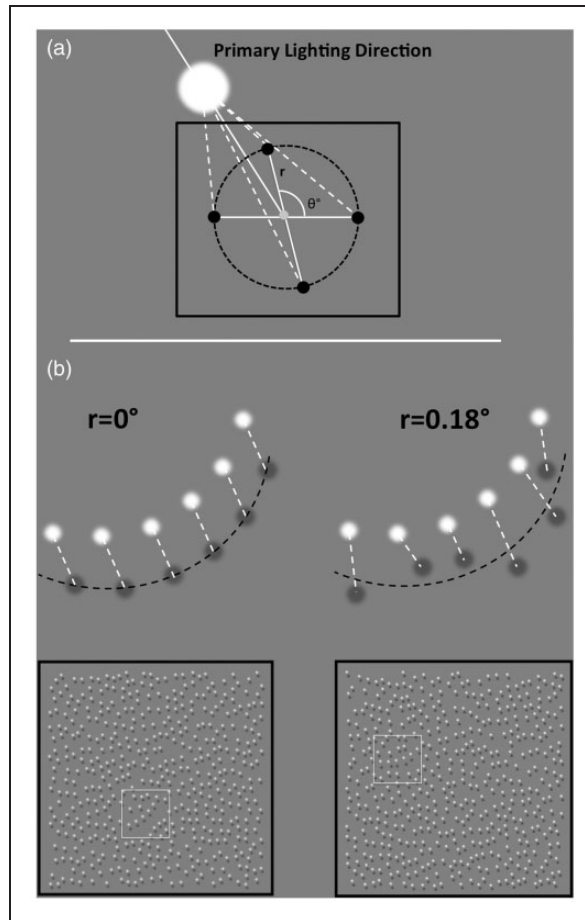 (a)
Primary Lighting Direction
r
θ°
(b)
r=0°
r=0.18°